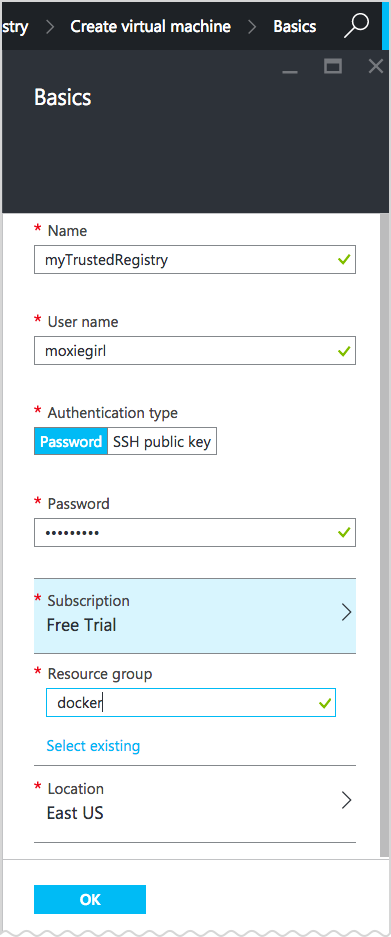 stry > Create virtual machine > Basics
Basics
* Name
myTrustedRegistry
* User name
moxiegirl
* Authentication type
Password SSH public key
* Password
•••••••••
* Subscription
Free Trial
* Resource group
docker
Select existing
* Location
East US
OK